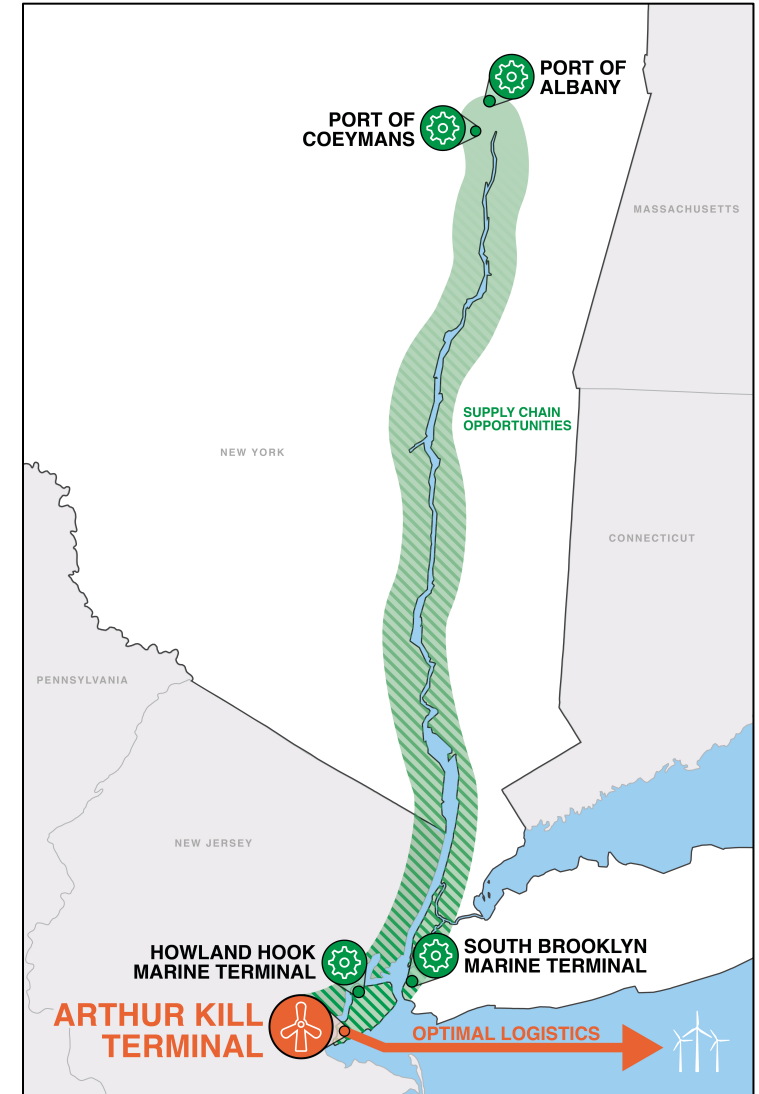 PORT OF
ALBANY
PORT OF
COEYMANS
MASSACHUSETTS
SUPPLY CHAIN
OPPORTUNITIES
NEW YORK
CONNECTICUT
PENNSYLVANIA
NEW JERSEY
HOWLAND HOOK
MARINE TERMINAL
SOUTH BROOKLYN
MARINE TERMINAL
ARTHUR KILL
TERMINAL
OPTIMAL LOGISTICS